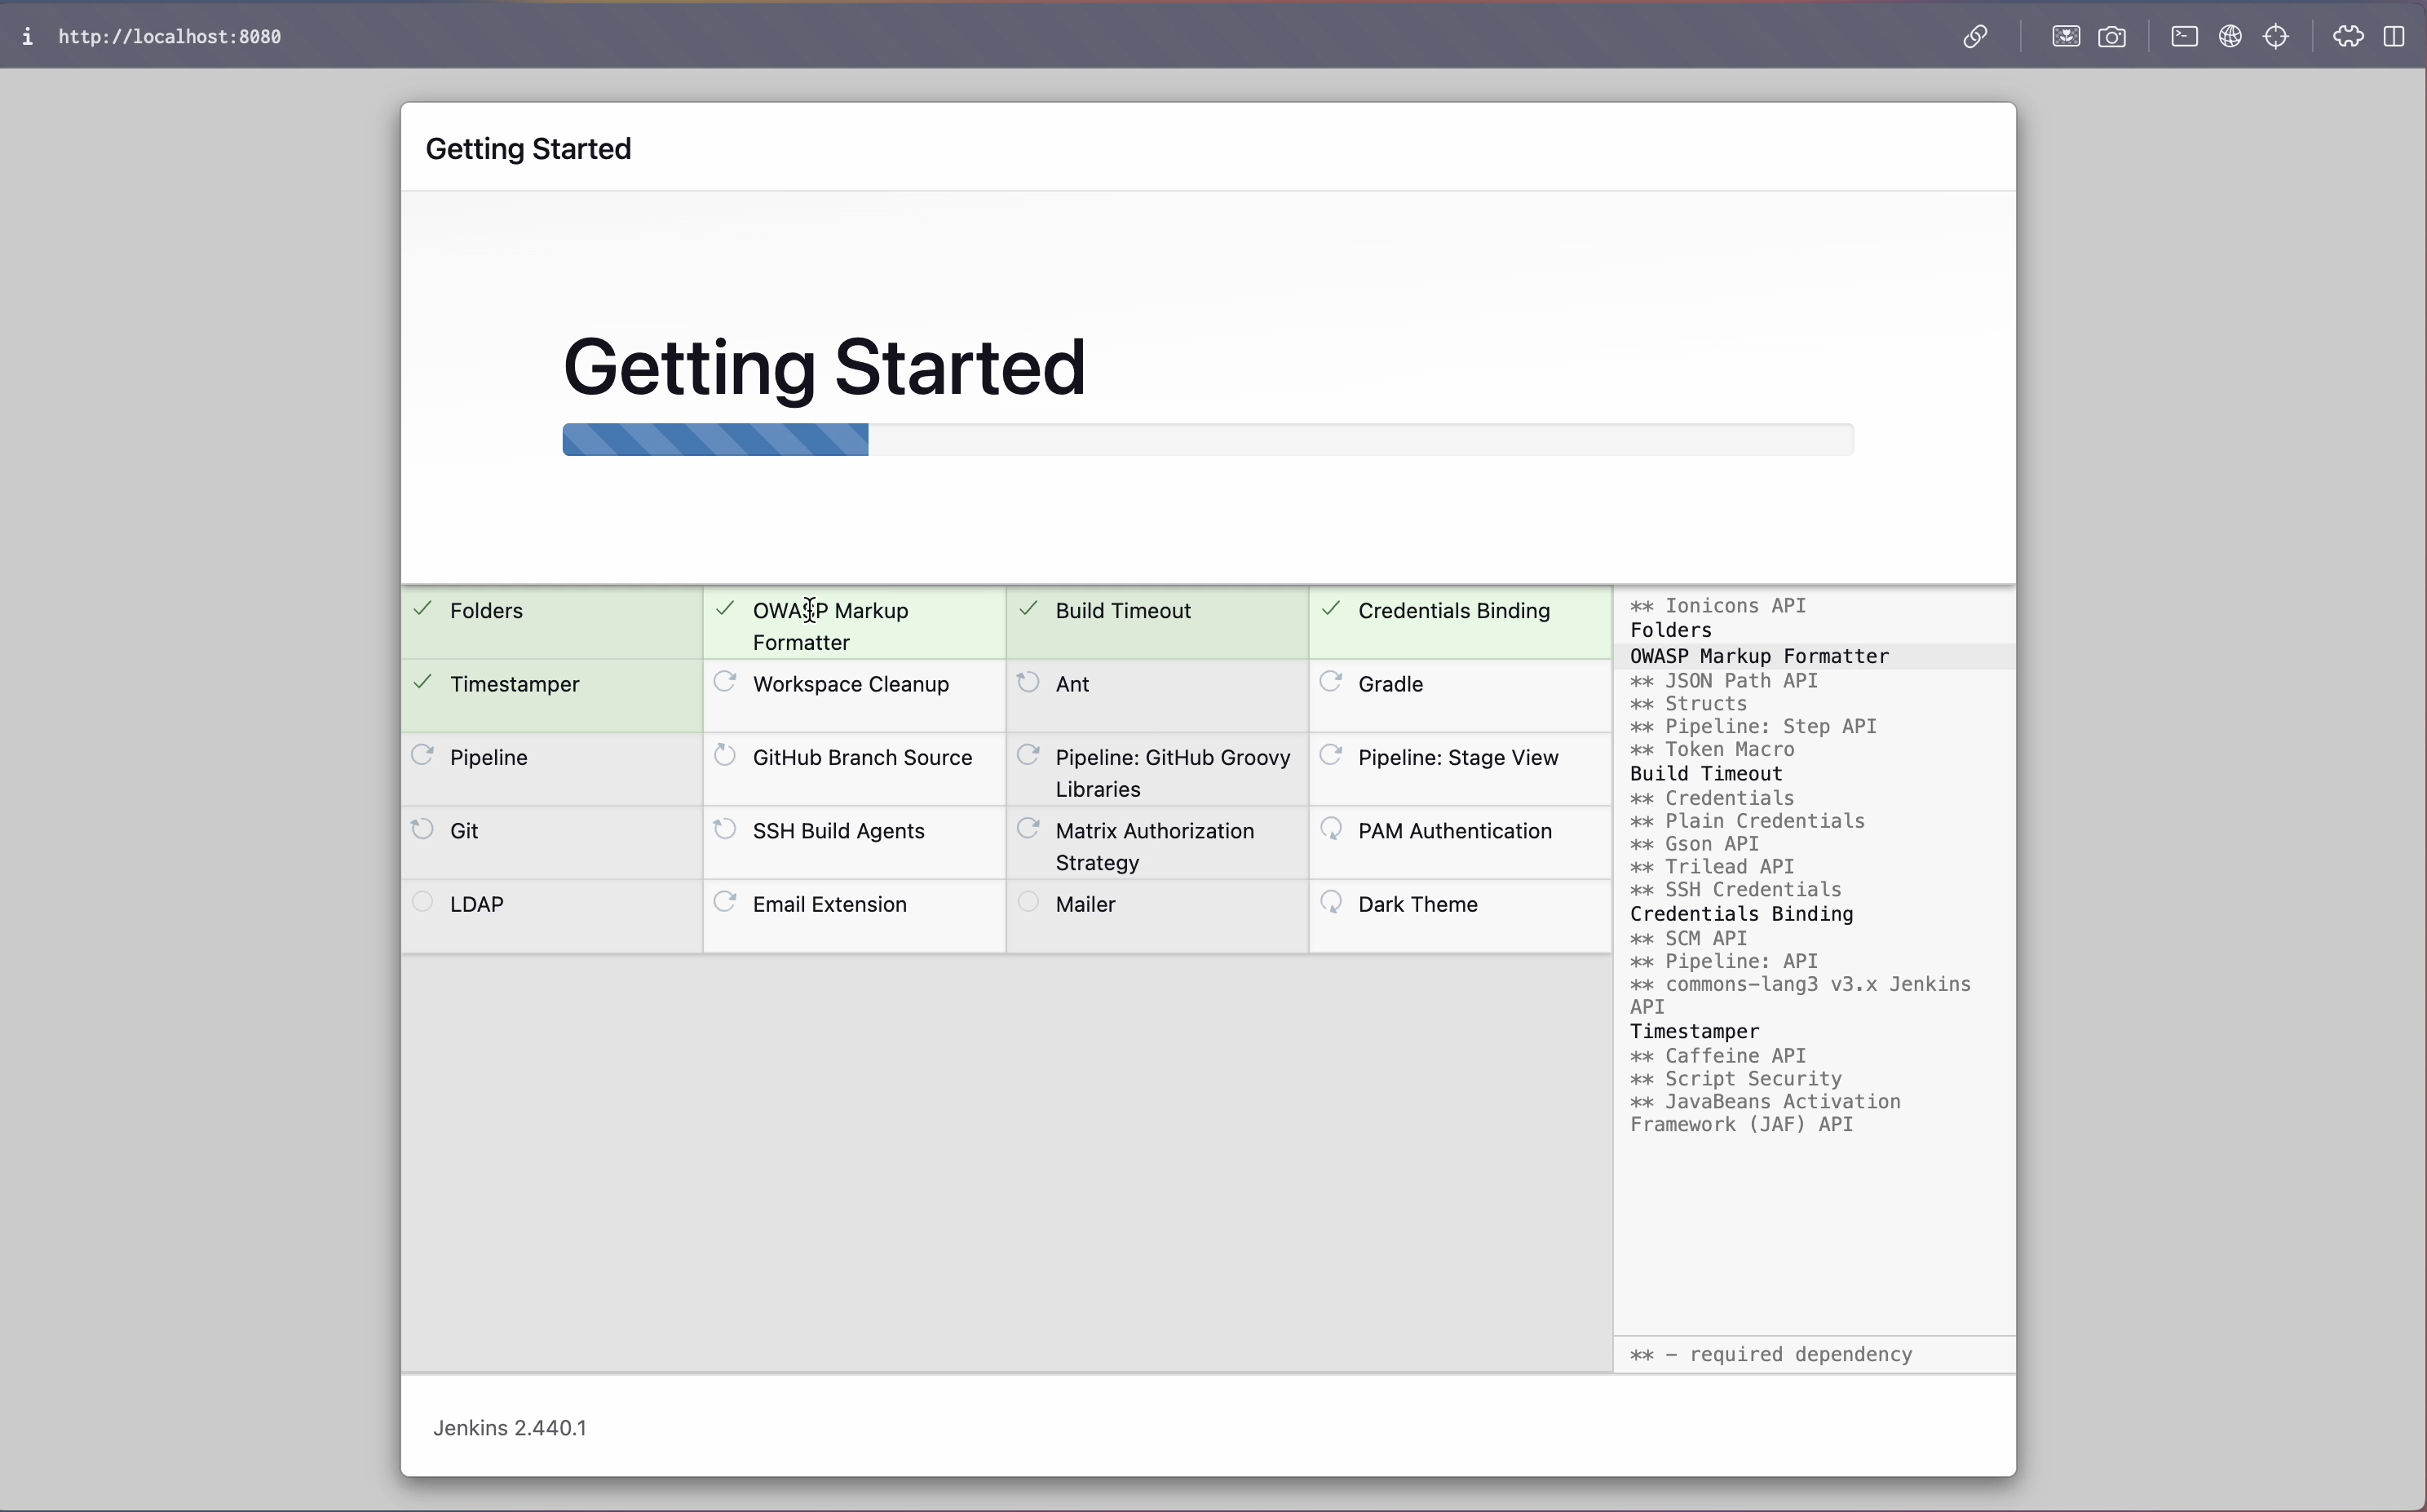 i http://localhost:8080
Getting Started
Getting Started
Folders
OWASP Markup
Formatter
Build Timeout
Credentials Binding
Timestamper
Workspace Cleanup
Ant
Gradle
Pipeline
GitHub Branch Source
Pipeline: GitHub Groovy
Libraries
Pipeline: Stage View
Git
SSH Build Agents
Matrix Authorization
Strategy
PAM Authentication
LDAP
Email Extension
Mailer
Dark Theme
** Ionicons API
Folders
OWASP Markup Formatter
** JSON Path API
** Structs
** Pipeline: Step API
** Token Macro
Build Timeout
** Credentials
** Plain Credentials
** Gson API
** Trilead API
** SSH Credentials
Credentials Binding
** SCM API
** Pipeline: API
** commons-lang3 v3.x Jenkins
API
Timestamper
** Caffeine API
** Script Security
** JavaBeans Activation
Framework (JAF) API
** - required dependency
Jenkins 2.440.1